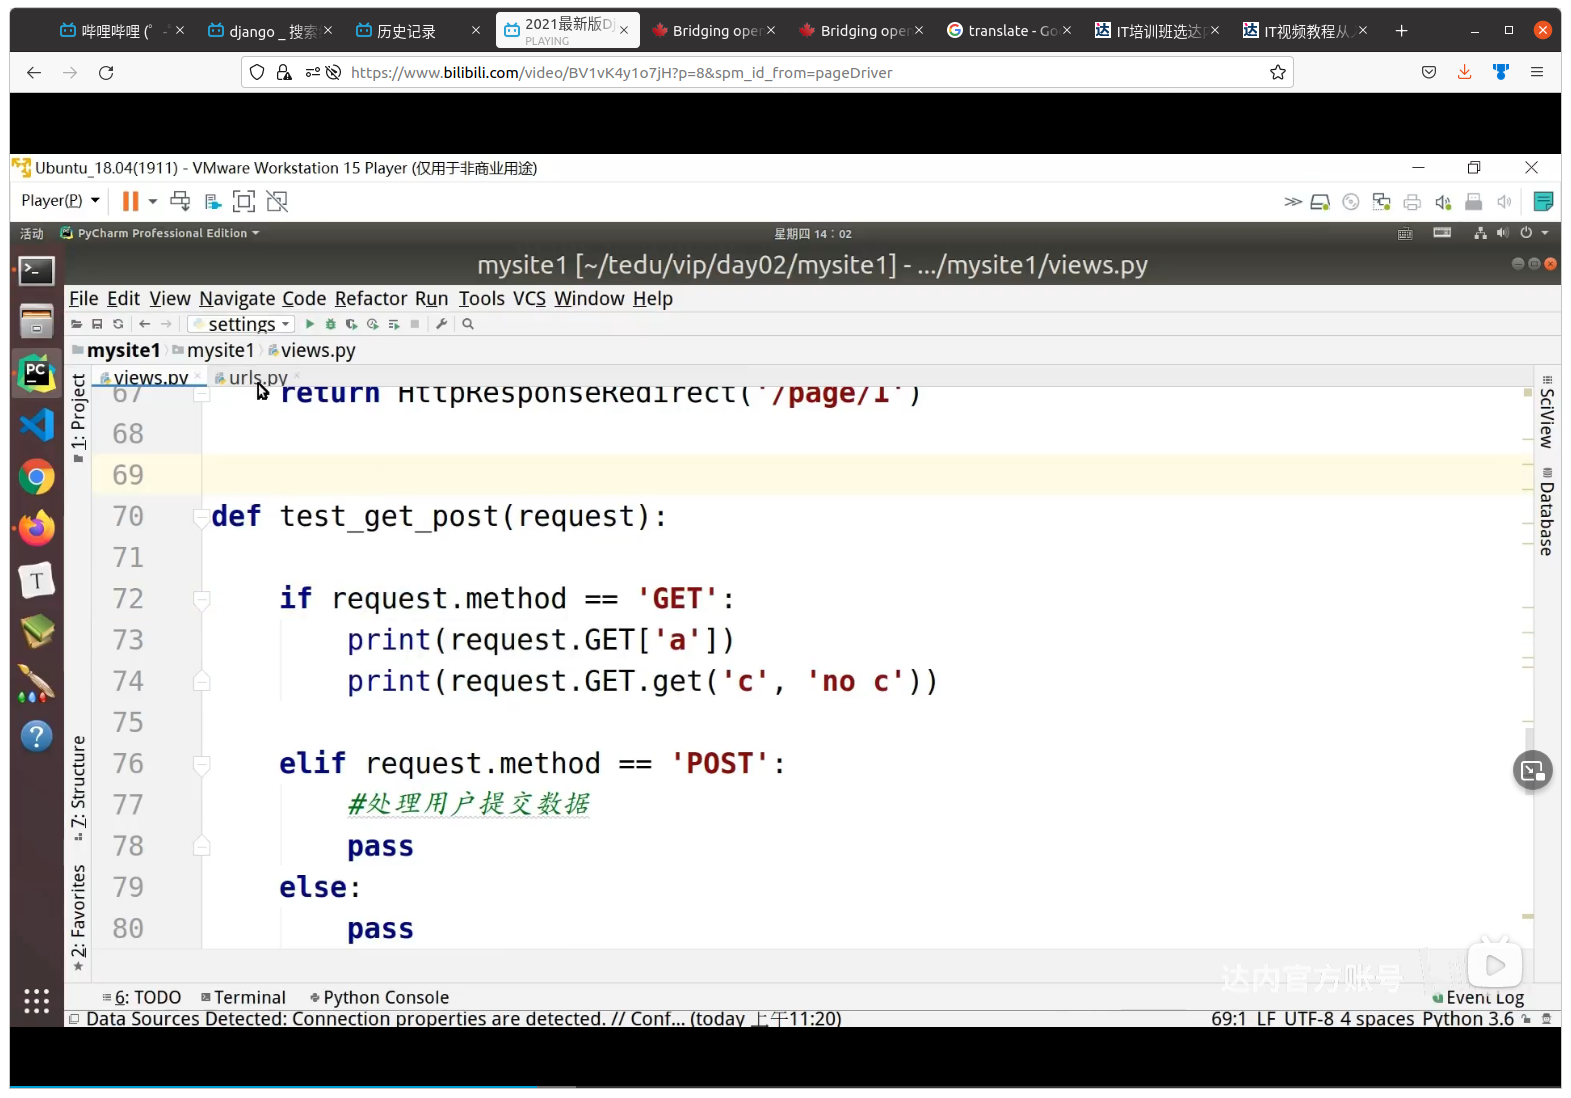 哔哩哔哩 (゜-゜
django _ 搜索
历史记录
2021最新版Dj
PLAYING
Bridging oper
Bridging oper
translate - Go
IT培训班选达
IT视频教程从入
https://www.bilibili.com/video/BV1vK4y1o7jH?p=8&spm_id_from=pageDriver
Ubuntu_18.04(1911) - VMware Workstation 15 Player (仅用于非商业用途)
Player(P)
活动 PyCharm Professional Edition 星期四 14：02
mysite1 [~/tedu/vip/day02/mysite1] - .../mysite1/views.py
File Edit View Navigate Code Refactor Run Tools VCS Window Help
settings
mysite1 mysite1 views.py
views.py urls.py
1: Project
7: Structure
2: Favorites
SciView
Database
67 return HttpResponseRedirect('/page/1')
68
69
70 def test_get_post(request):
71
72 if request.method == 'GET':
73 print(request.GET['a'])
74 print(request.GET.get('c', 'no c'))
75
76 elif request.method == 'POST':
77 #处理用户提交数据
78 pass
79 else:
80 pass
达内官方账号
6: TODO Terminal Python Console Event Log
Data Sources Detected: Connection properties are detected. // Conf... (today 上午11:20) 69:1 LF UTF-8 4 spaces Python 3.6